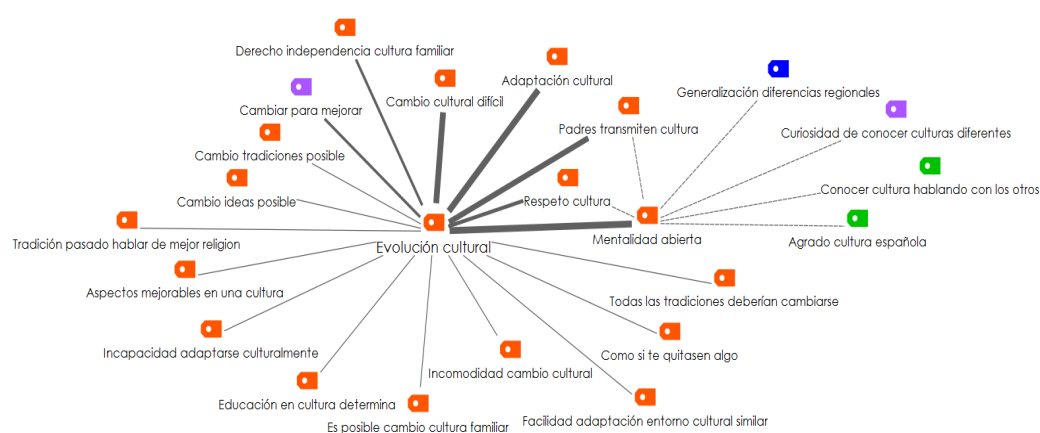 Derecho independencia cultura familiar
Adaptación cultural
Generalización diferencias regionales
Cambiar para mejorar
Cambio cultural difícil
Padres transmiten cultura
Curiosidad de conocer culturas diferentes
Cambio tradiciones posible
Conocer cultura hablando con los otros
Cambio ideas posible
Respeto cultura
Tradición pasado hablar de mejor religion
Evolución cultural
Mentalidad abierta
Agrado cultura española
Aspectos mejorables en una cultura
Todas las tradiciones deberían cambiarse
Incapacidad adaptarse culturalmente
Como si te quitasen algo
Incomodidad cambio cultural
Educación en cultura determina
Es posible cambio cultura familiar
Facilidad adaptación entorno cultural similar